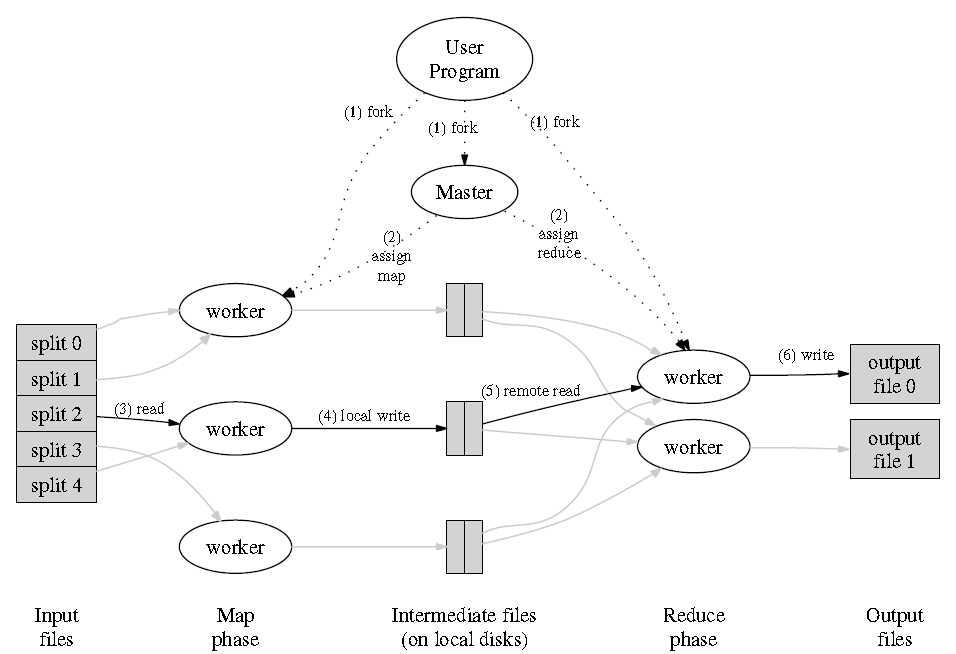 User
Program
(1) fork
(1) fork
(1) fork
Master
(2)
assign
map
(2)
assign
reduce
worker
split 0
split 1
split 2
split 3
split 4
(3) read
worker
(4) local write
(5) remote read
worker
(6) write
output
file 0
worker
output
file 1
worker
Input
files
Map
phase
Intermediate files
(on local disks)
Reduce
phase
Output
files